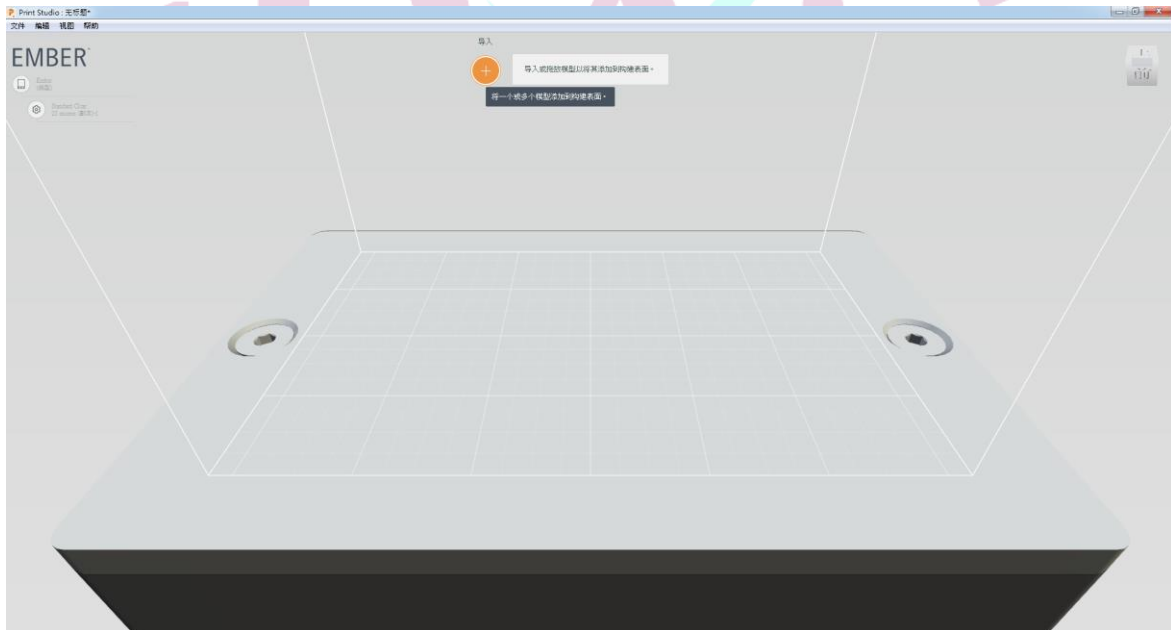 Print Studio : 无标题*
文件 编辑 视图 帮助
EMBER
导入
导入或拖放模型以将其添加到构建表面。
将一个或多个模型添加到构建表面。
Ember